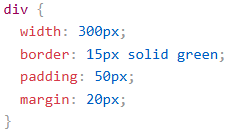 div {
  width: 300px;
  border: 15px solid green;
  padding: 50px;
  margin: 20px;
}